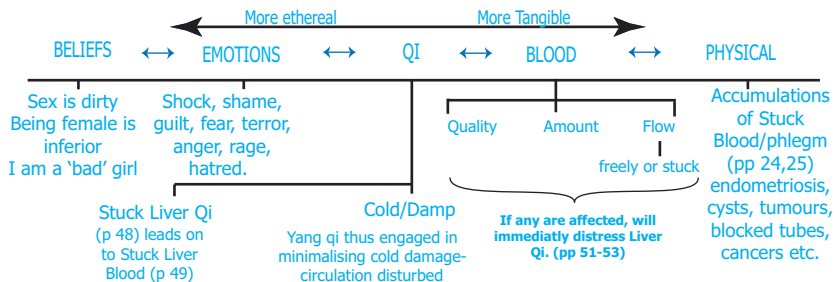 More ethereal
More Tangible
BELIEFS
EMOTIONS
QI
BLOOD
PHYSICAL
Sex is dirty
Being female is
inferior
I am a ‘bad’ girl
Shock, shame,
guilt, fear, terror,
anger, rage,
hatred.
Stuck Liver Qi
(p 48) leads on
to Stuck Liver
Blood (p 49)
Cold/Damp
Yang qi thus engaged in
minimalising cold damage-
circulation disturbed
Quality
Amount
Flow
freely or stuck
If any are affected, will
immediatly distress Liver
Qi. (pp 51-53)
Accumulations
of Stuck
Blood/phlegm
(pp 24,25)
endometriosis,
cysts, tumours,
blocked tubes,
cancers etc.